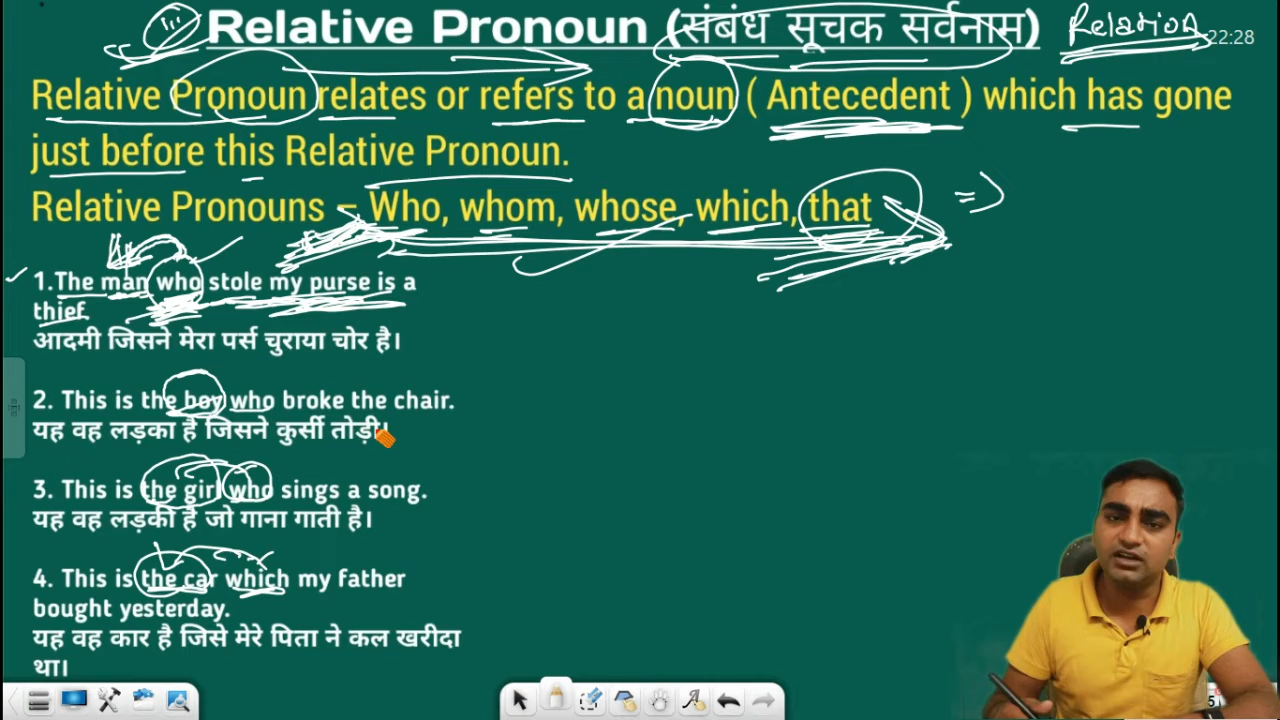 Relative Pronoun (संबंध सूचक सर्वनाम) Relation
22:28
Relative Pronoun relates or refers to a noun ( Antecedent ) which has gone
just before this Relative Pronoun.
Relative Pronouns – Who, whom, whose, which, that =>
1.The man who stole my purse is a
thief.
आदमी जिसने मेरा पर्स चुराया चोर है।
2. This is the boy who broke the chair.
यह वह लड़का है जिसने कुर्सी तोड़ी।
3. This is the girl who sings a song.
यह वह लड़की है जो गाना गाती है।
4. This is the car which my father
bought yesterday.
यह वह कार है जिसे मेरे पिता ने कल खरीदा
था।